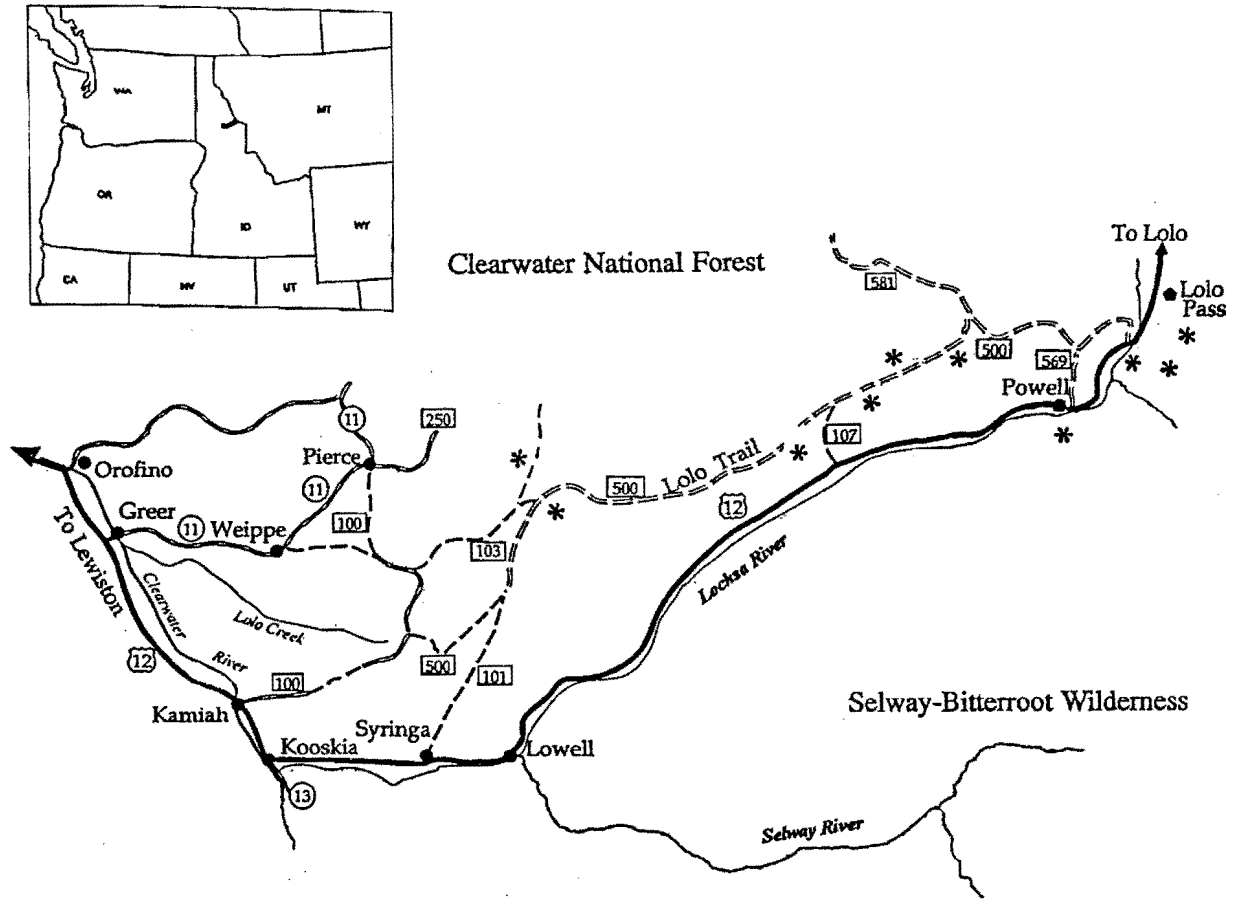 WA
MT
OR
ID
WY
CA
NV
UT
Clearwater National Forest
To Lolo
Lolo
Pass
581
500
569
Powell
11
250
Pierce
Orofino
Greer
11
11
Weippe
100
103
500
Lolo Trail
107
12
Lochsa River
To Lewiston
Clearwater
River
Lolo Creek
12
100
500
101
Kamiah
Syringa
Kooskia
Lowell
13
Selway-Bitterroot Wilderness
Selway River
*
*
*
*
*
*
*
*
*
*